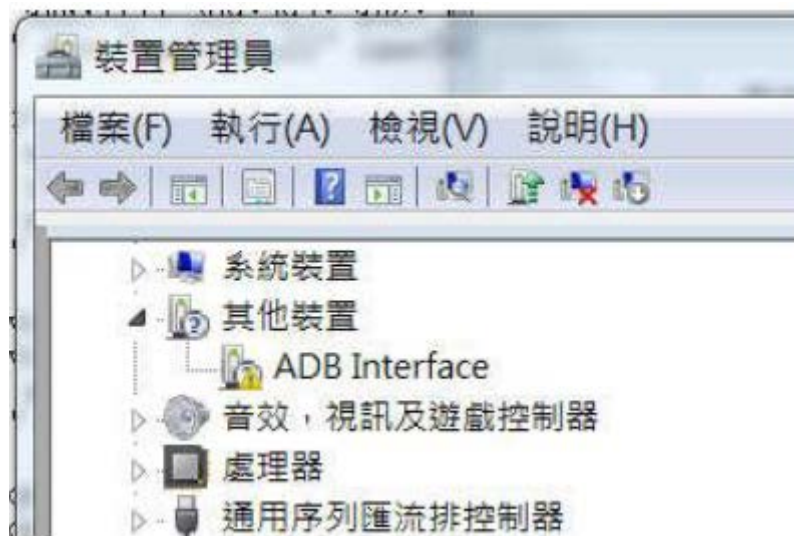 裝置管理員
檔案(F) 執行(A) 檢視(V) 說明(H)
系統裝置
其他裝置
ADB Interface
音效，視訊及遊戲控制器
處理器
通用序列匯流排控制器